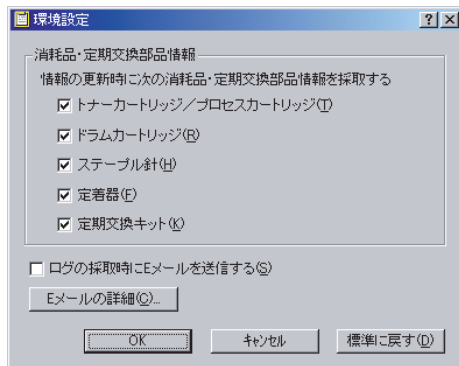 環境設定
消耗品・定期交換部品情報
情報の更新時に次の消耗品・定期交換部品情報を採取する
トナーカートリッジ／プロセスカートリッジ(T)
ドラムカートリッジ(R)
ステープル針(H)
定着器(F)
定期交換キット(K)
ログの採取時にEメールを送信する(S)
Eメールの詳細(C)...
OK
キャンセル
標準に戻す(D)